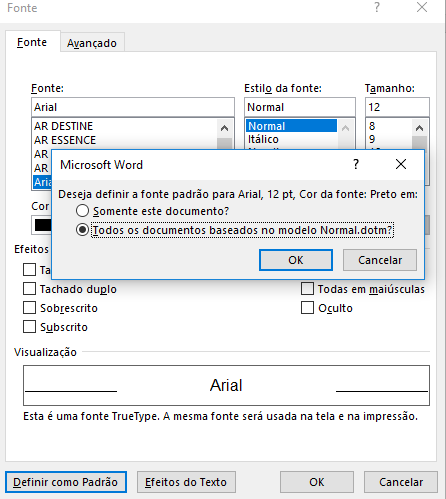 Fonte
Fonte
Avançado
Fonte:
Estilo da fonte:
Tamanho:
Arial
Normal
12
AR DESTINE
Normal
8
AR ESSENCE
Itálico
9
AR
AR
Microsoft Word
Deseja definir a fonte padrão para Arial, 12 pt, Cor da fonte: Preto em:
Somente este documento?
Todos os documentos baseados no modelo Normal.dotm?
OK
Cancelar
Cor
Efeitos
Tachado duplo
Todas em maiúsculas
Sobrescrito
Oculto
Subscrito
Visualização
Arial
Esta é uma fonte TrueType. A mesma fonte será usada na tela e na impressão.
Definir como Padrão
Efeitos do Texto
OK
Cancelar